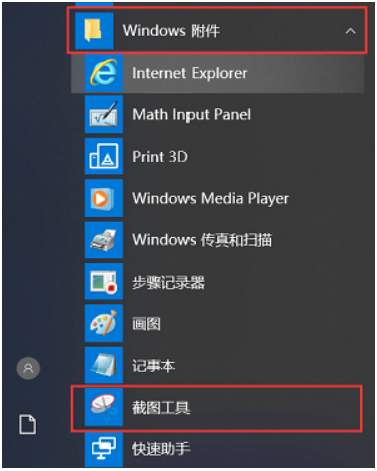 Windows 附件
Internet Explorer
Math Input Panel
Print 3D
Windows Media Player
Windows 传真和扫描
步骤记录器
画图
记事本
截图工具
快速助手